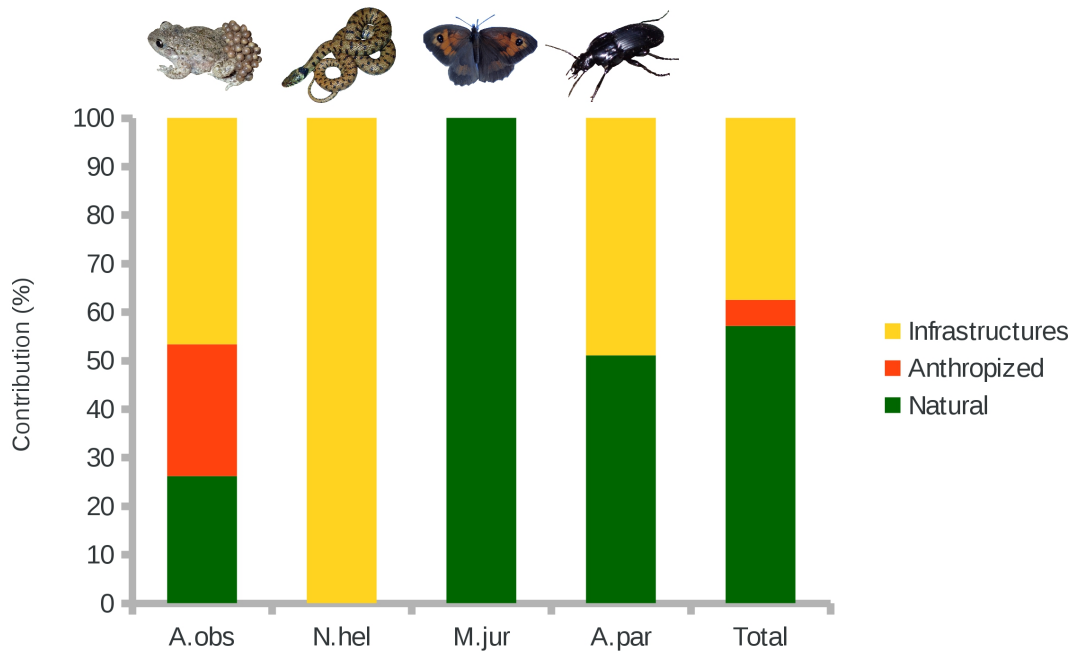 100
90
80
70
60
50
40
30
20
10
0
Contribution (%)
A.obs
N.hel
M.jur
A.par
Total
Infrastructures
Anthropized
Natural